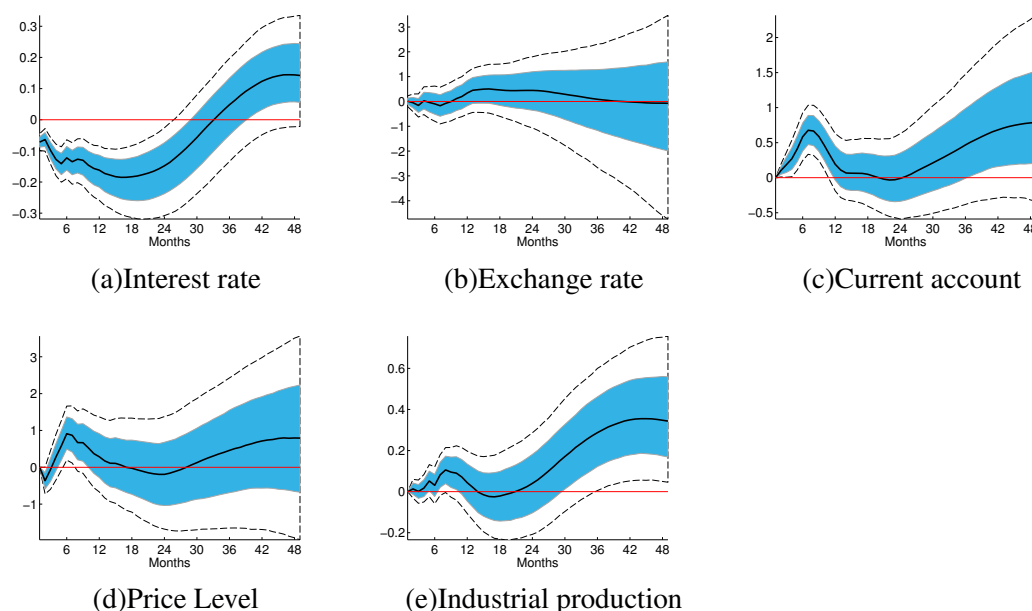 0.3
0.2
0.1
0
−0.1
−0.2
−0.3
6 12 18 24 30 36 42 48
Months
(a)Interest rate
3
2
1
0
−1
−2
−3
−4
6 12 18 24 30 36 42 48
Months
(b)Exchange rate
2
1.5
1
0.5
0
−0.5
6 12 18 24 30 36 42 48
Months
(c)Current account
3
2
1
0
−1
6 12 18 24 30 36 42 48
Months
(d)Price Level
0.6
0.4
0.2
0
−0.2
6 12 18 24 30 36 42 48
Months
(e)Industrial production